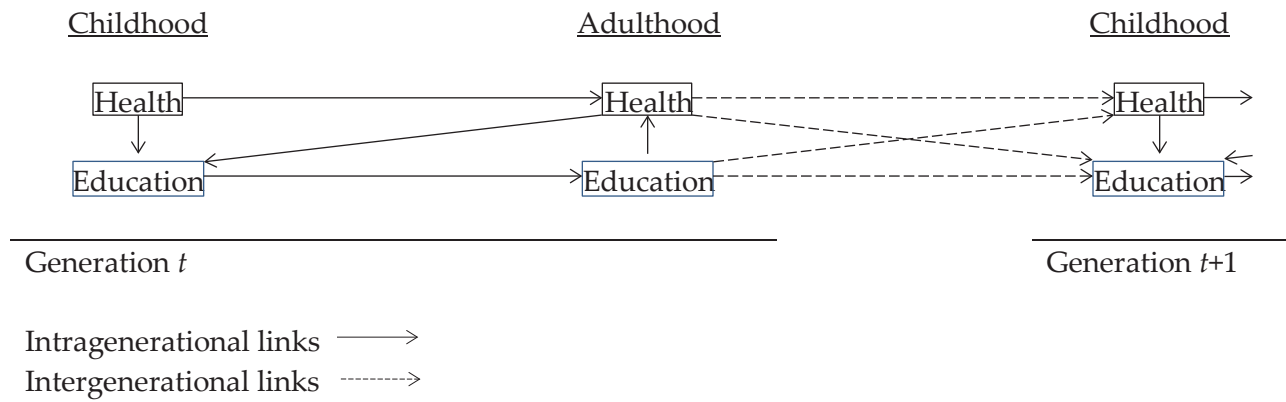 Childhood Adulthood Childhood
Health Health Health
Education Education Education
Generation t Generation t+1
Intragenerational links
Intergenerational links